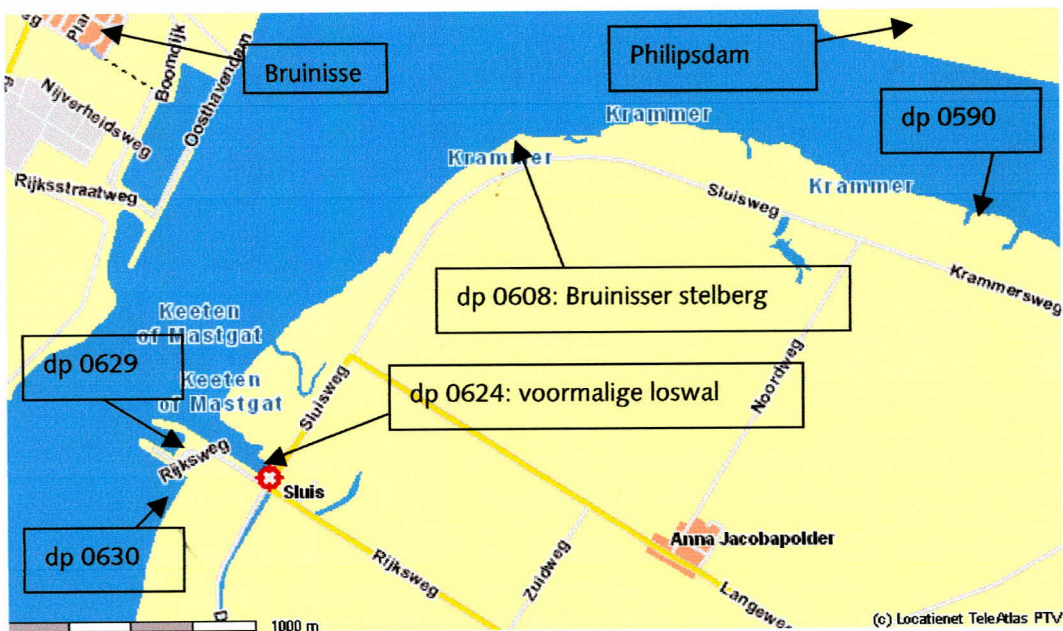 Bruinisse
Philipsdam
dp 0590
Boomdijk
Oosthavendam
Nijverheidsweg
Rijksstraatweg
Krammer
Krammer
Krammer
Sluisweg
Krammersweg
dp 0608: Bruinisser stelberg
Keeten
of Mastgat
dp 0629
Keeten
of Mastgat
dp 0624: voormalige loswal
Sluisweg
Noordweg
Rijksweg
Sluis
dp 0630
Anna Jacobapolder
Rijksweg
Zuidweg
Langeweg
1000 m
(c) Locatienet TeleAtlas PTV